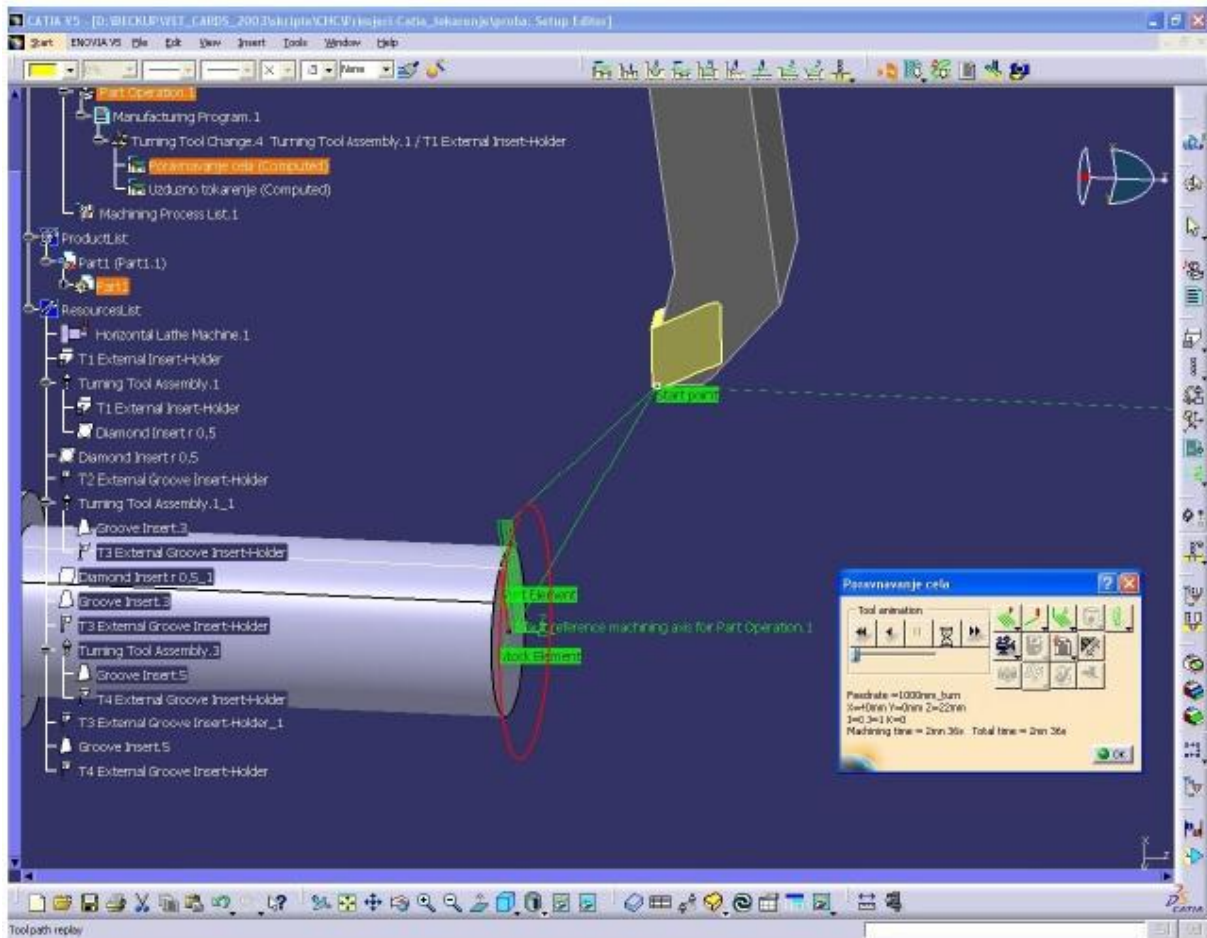 CATIA V5 - [D:\BECKUP\VET_CARDS_2003\skripta\CNC\Primjeri-Catia_tokarenje\proba: Setup Editor]
Start ENOVIA V5 File Edit View Insert Tools Window Help
None
Part Operation.1
Manufacturing Program.1
Turning Tool Change.4 Turning Tool Assembly.1 / T1 External Insert-Holder
Poravnavanje cela (Computed)
Uzduzno tokarenje (Computed)
Machining Process List.1
ProductList
Part1 (Part1.1)
Part1
ResourcesList
Horizontal Lathe Machine.1
T1 External Insert-Holder
Turning Tool Assembly.1
T1 External Insert-Holder
Diamond Insert r 0,5
Diamond Insert r 0,5
T2 External Groove Insert-Holder
Turning Tool Assembly.1_1
Groove Insert.3
T3 External Groove Insert-Holder
Diamond Insert r 0,5_1
Groove Insert.3
T3 External Groove Insert-Holder
Turning Tool Assembly.3
Groove Insert.5
T4 External Groove Insert-Holder
T3 External Groove Insert-Holder_1
Groove Insert.5
T4 External Groove Insert-Holder
Start point
Part Element
reference machining axis for Part Operation.1
Stock Element
Poravnavanje cela
Tool animation
Feedrate =1000mm_turn
X=40mm Y=0mm Z=22mm
I=0 J=1 K=0
Machining time = 2mn 36s Total time = 2mn 36s
OK
CATIA
Toolpath replay